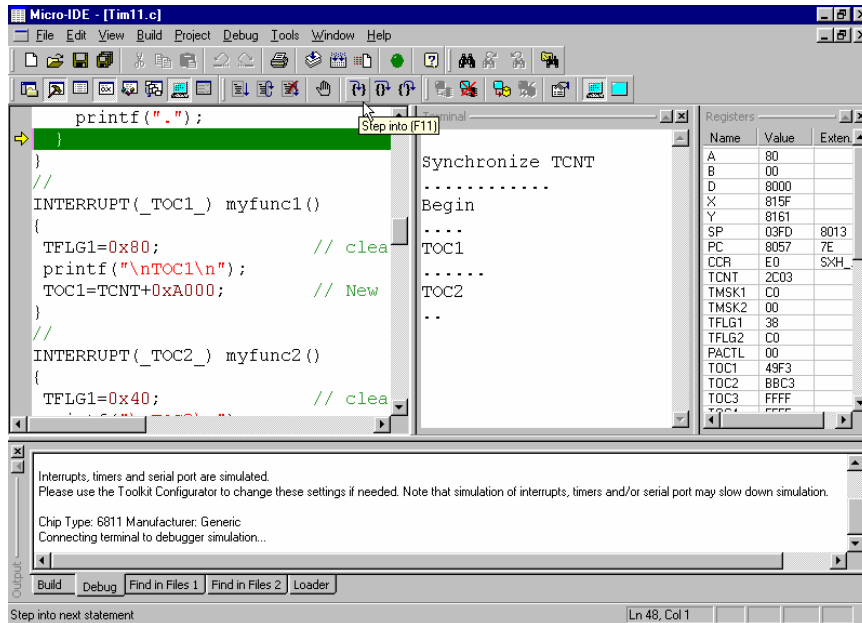 Micro-IDE - [Tim11.c]
File Edit View Build Project Debug Tools Window Help
printf(".");
}
}
//
INTERRUPT(_TOC1_) myfunc1()
{
TFLG1=0x80; // clea
printf("\nTOC1\n");
TOC1=TCNT+0xA000; // New
}
//
INTERRUPT(_TOC2_) myfunc2()
{
TFLG1=0x40; // clea
Step into (F11)
Terminal
Synchronize TCNT
............
Begin
....
TOC1
......
TOC2
..
Registers
Name Value Exten.
A 80
B 00
D 8000
X 815F
Y 8161
SP 03FD 8013
PC 8057 7E
CCR E0 SXH_
TCNT 2C03
TMSK1 C0
TMSK2 00
TFLG1 38
TFLG2 C0
PACTL 00
TOC1 49F3
TOC2 BBC3
TOC3 FFFF
Interrupts, timers and serial port are simulated.
Please use the Toolkit Configurator to change these settings if needed. Note that simulation of interrupts, timers and/or serial port may slow down simulation.
Chip Type: 6811 Manufacturer: Generic
Connecting terminal to debugger simulation...
Output
Build Debug Find in Files 1 Find in Files 2 Loader
Step into next statement Ln 48, Col 1